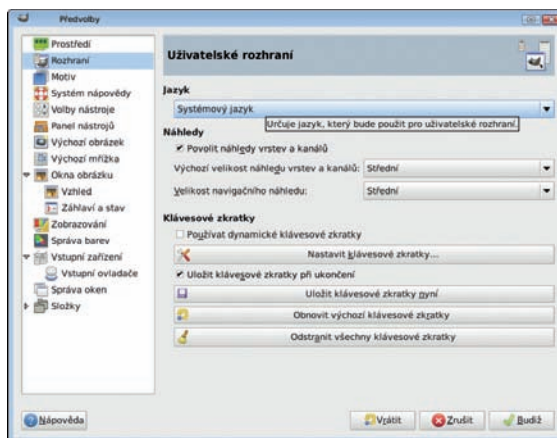 Předvolby
Prostředí
Rozhraní
Motiv
Systém nápovědy
Volby nástroje
Panel nástrojů
Výchozí obrázek
Výchozí mřížka
Okna obrázku
Vzhled
Záhlaví a stav
Zobrazování
Správa barev
Vstupní zařízení
Vstupní ovladače
Správa oken
Složky
Uživatelské rozhraní
Jazyk
Systémový jazyk
Určuje jazyk, který bude použit pro uživatelské rozhraní.
Náhledy
Povolit náhledy vrstev a kanálů
Výchozí velikost náhledu vrstev a kanálů: Střední
Velikost navigačního náhledu: Střední
Klávesové zkratky
Používat dynamické klávesové zkratky
Nastavit klávesové zkratky...
Uložit klávesové zkratky při ukončení
Uložit klávesové zkratky nyní
Obnovit výchozí klávesové zkratky
Odstranit všechny klávesové zkratky
Nápověda
Vrátit
Zrušit
Budiž